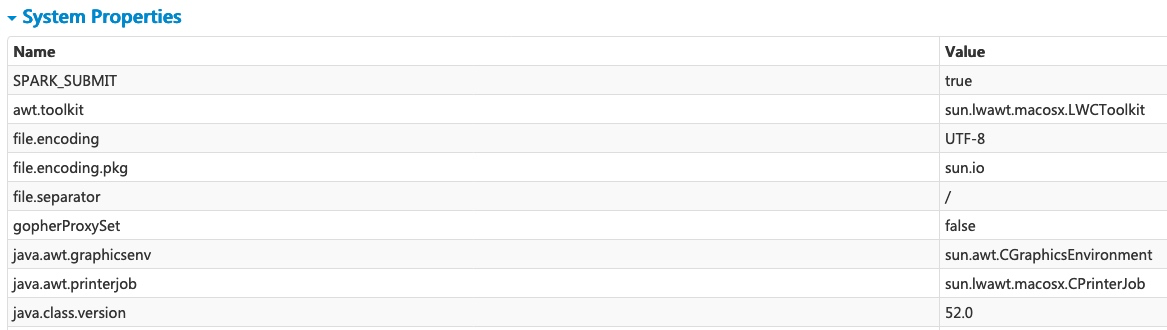 System Properties
Name Value
SPARK_SUBMIT true
awt.toolkit sun.lwawt.macosx.LWCToolkit
file.encoding UTF-8
file.encoding.pkg sun.io
file.separator /
gopherProxySet false
java.awt.graphicsenv sun.awt.CGraphicsEnvironment
java.awt.printerjob sun.lwawt.macosx.CPrinterJob
java.class.version 52.0